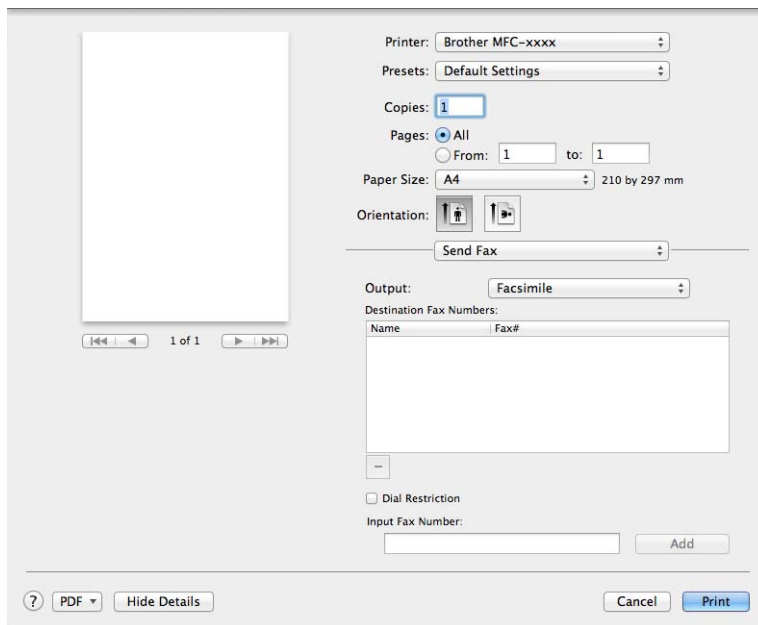 Printer: Brother MFC-xxxx
Presets: Default Settings
Copies: 1
Pages: All
From: 1 to: 1
Paper Size: A4 210 by 297 mm
Orientation:
Send Fax
Output: Facsimile
Destination Fax Numbers:
Name Fax#
1 of 1
–
Dial Restriction
Input Fax Number:
Add
? PDF Hide Details Cancel Print